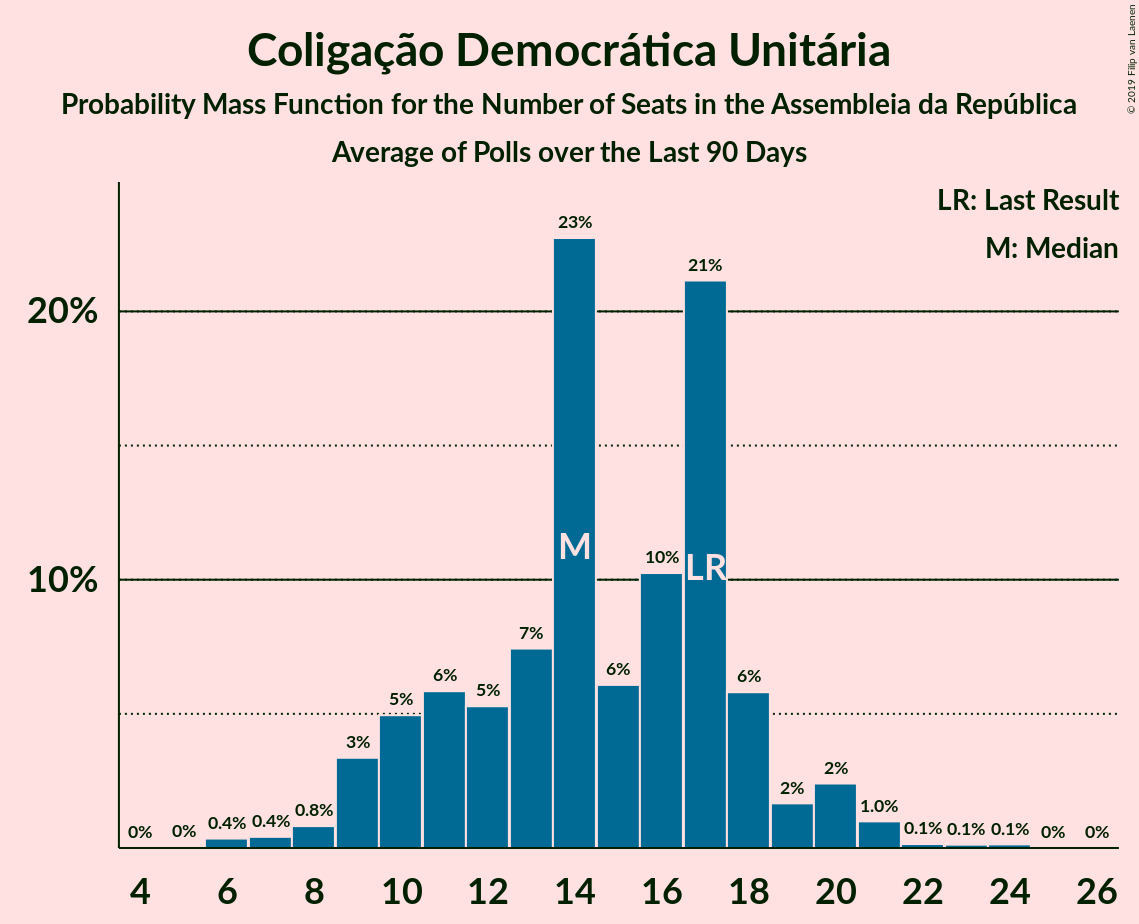 Coligação Democrática Unitária
Probability Mass Function for the Number of Seats in the Assembleia da República
Average of Polls over the Last 90 Days
© 2019 Filip van Laenen
LR: Last Result
M: Median
20%
10%
0% 0% 0.4% 0.4% 0.8% 3% 5% 6% 5% 7% 23% 6% 10% 21% 6% 2% 2% 1.0% 0.1% 0.1% 0.1% 0% 0%
M LR
4 6 8 10 12 14 16 18 20 22 24 26